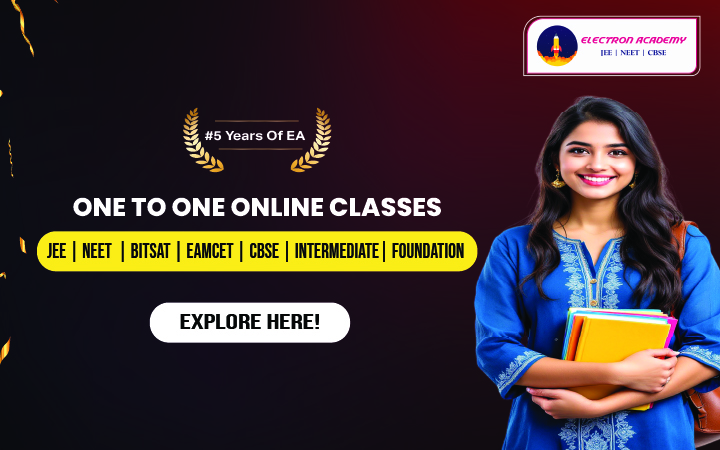 ELECTRON ACADEMY
JEE | NEET | CBSE
#5 Years Of EA
ONE TO ONE ONLINE CLASSES
JEE | NEET | BITSAT | EAMCET | CBSE | INTERMEDIATE | FOUNDATION
EXPLORE HERE!